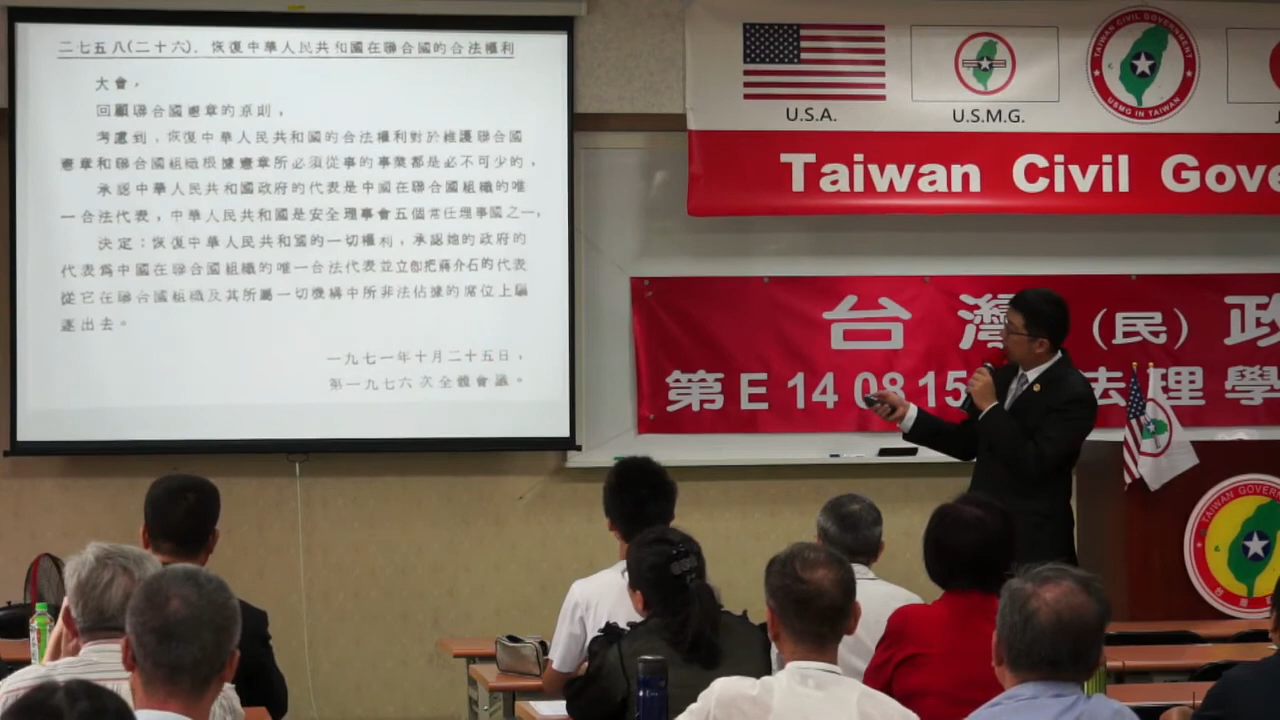 二七五八(二十六). 恢復中華人民共和國在聯合國的合法權利
大會，
回顧聯合國憲章的原則，
考慮到，恢復中華人民共和國的合法權利對於維護聯合國
憲章和聯合國組織根據憲章所必須從事的事業都是必不可少的，
承認中華人民共和國政府的代表是中國在聯合國組織的唯
一合法代表，中華人民共和國是安全理事會五個常任理事國之一，
決定：恢復中華人民共和國的一切權利，承認她的政府的
代表為中國在聯合國組織的唯一合法代表並立即把蔣介石的代表
從它在聯合國組織及其所屬一切機構中所非法佔據的席位上驅
逐出去。
一九七一年十月二十五日，
第一九七六次全體會議。
U.S.A.
U.S.M.G.
TAIWAN CIVIL GOVERNMENT
USMG IN TAIWAN
Taiwan Civil Gove
台灣(民)政
第E 14 08 15 法理學
TAIWAN GOVER